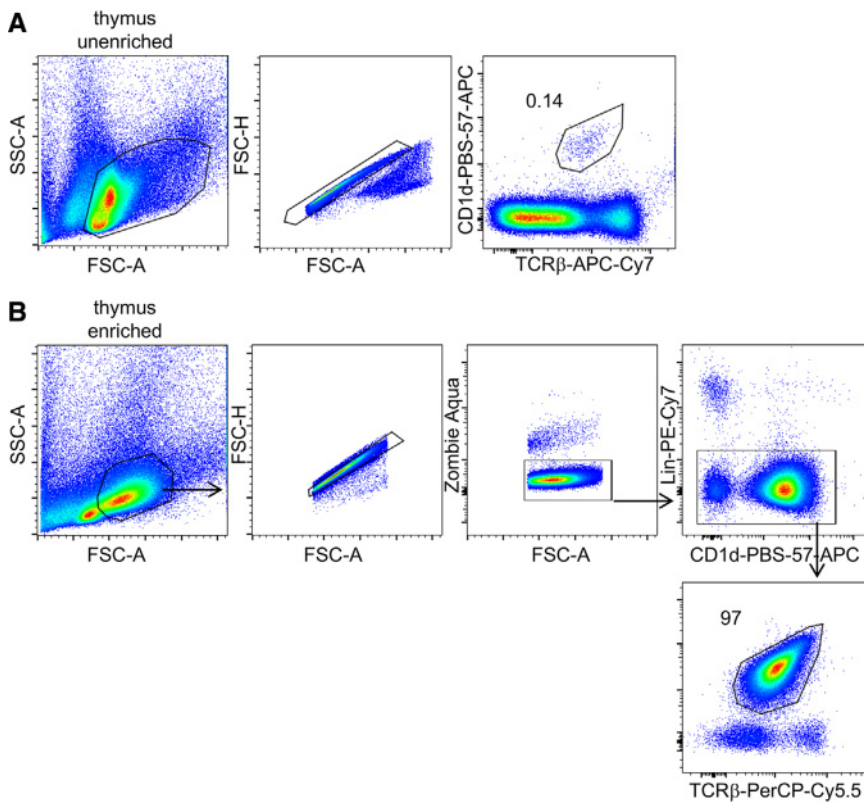 A
thymus
unenriched
SSC-A
FSC-A
FSC-H
FSC-A
CD1d-PBS-57-APC
0.14
TCRβ-APC-Cy7
B
thymus
enriched
SSC-A
FSC-A
FSC-H
FSC-A
Zombie Aqua
FSC-A
Lin-PE-Cy7
CD1d-PBS-57-APC
97
TCRβ-PerCP-Cy5.5